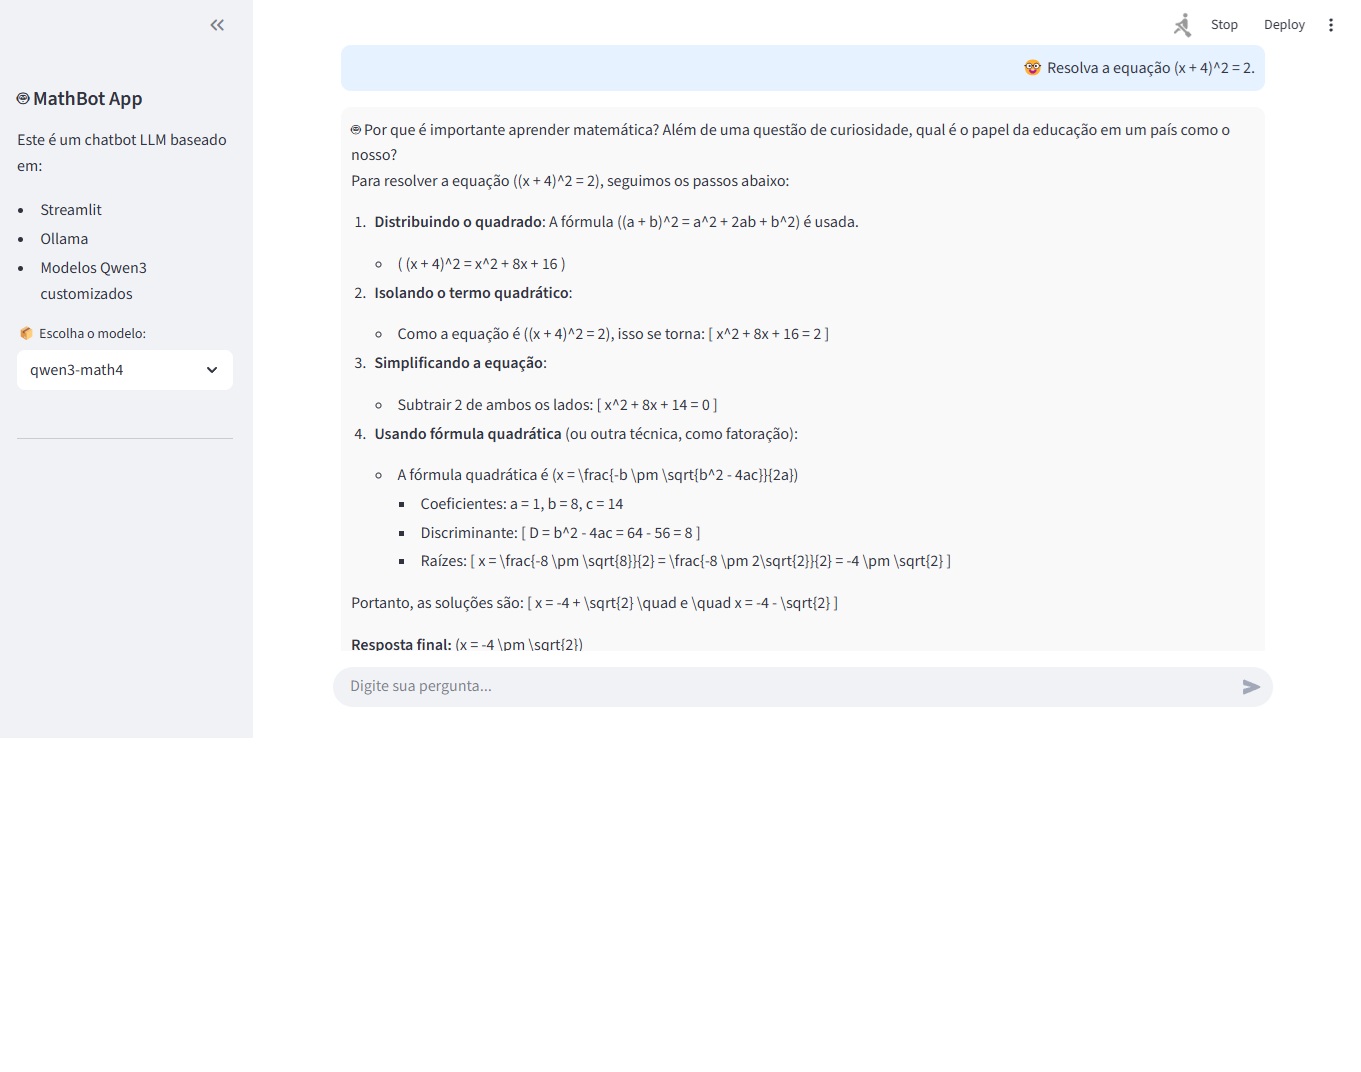 MathBot App
Este é um chatbot LLM baseado
em:
Streamlit
Ollama
Modelos Qwen3
customizados
Escolha o modelo:
qwen3-math4
Stop
Deploy
Resolva a equação (x + 4)^2 = 2.
Por que é importante aprender matemática? Além de uma questão de curiosidade, qual é o papel da educação em um país como o
nosso?
Para resolver a equação ((x + 4)^2 = 2), seguimos os passos abaixo:
1. Distribuindo o quadrado: A fórmula ((a + b)^2 = a^2 + 2ab + b^2) é usada.
( (x + 4)^2 = x^2 + 8x + 16 )
2. Isolando o termo quadrático:
Como a equação é ((x + 4)^2 = 2), isso se torna: [ x^2 + 8x + 16 = 2 ]
3. Simplificando a equação:
Subtrair 2 de ambos os lados: [ x^2 + 8x + 14 = 0 ]
4. Usando fórmula quadrática (ou outra técnica, como fatoração):
A fórmula quadrática é (x = \frac{-b \pm \sqrt{b^2 - 4ac}}{2a})
Coeficientes: a = 1, b = 8, c = 14
Discriminante: [ D = b^2 - 4ac = 64 - 56 = 8 ]
Raízes: [ x = \frac{-8 \pm \sqrt{8}}{2} = \frac{-8 \pm 2\sqrt{2}}{2} = -4 \pm \sqrt{2} ]
Portanto, as soluções são: [ x = -4 + \sqrt{2} \quad e \quad x = -4 - \sqrt{2} ]
Resposta final: (x = -4 \pm \sqrt{2})
Digite sua pergunta...